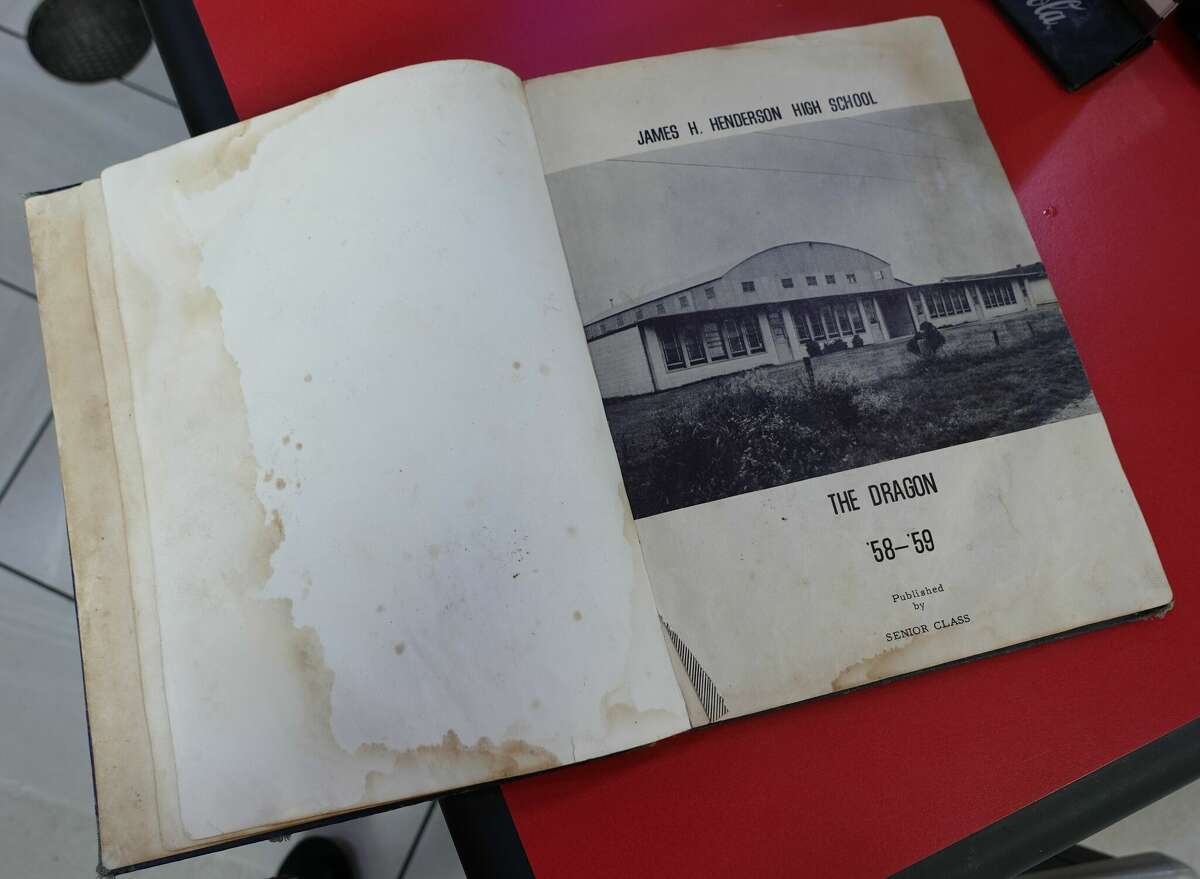 JAMES H. HENDERSON HIGH SCHOOL
THE DRAGON
'58–'59
Published
by
SENIOR CLASS